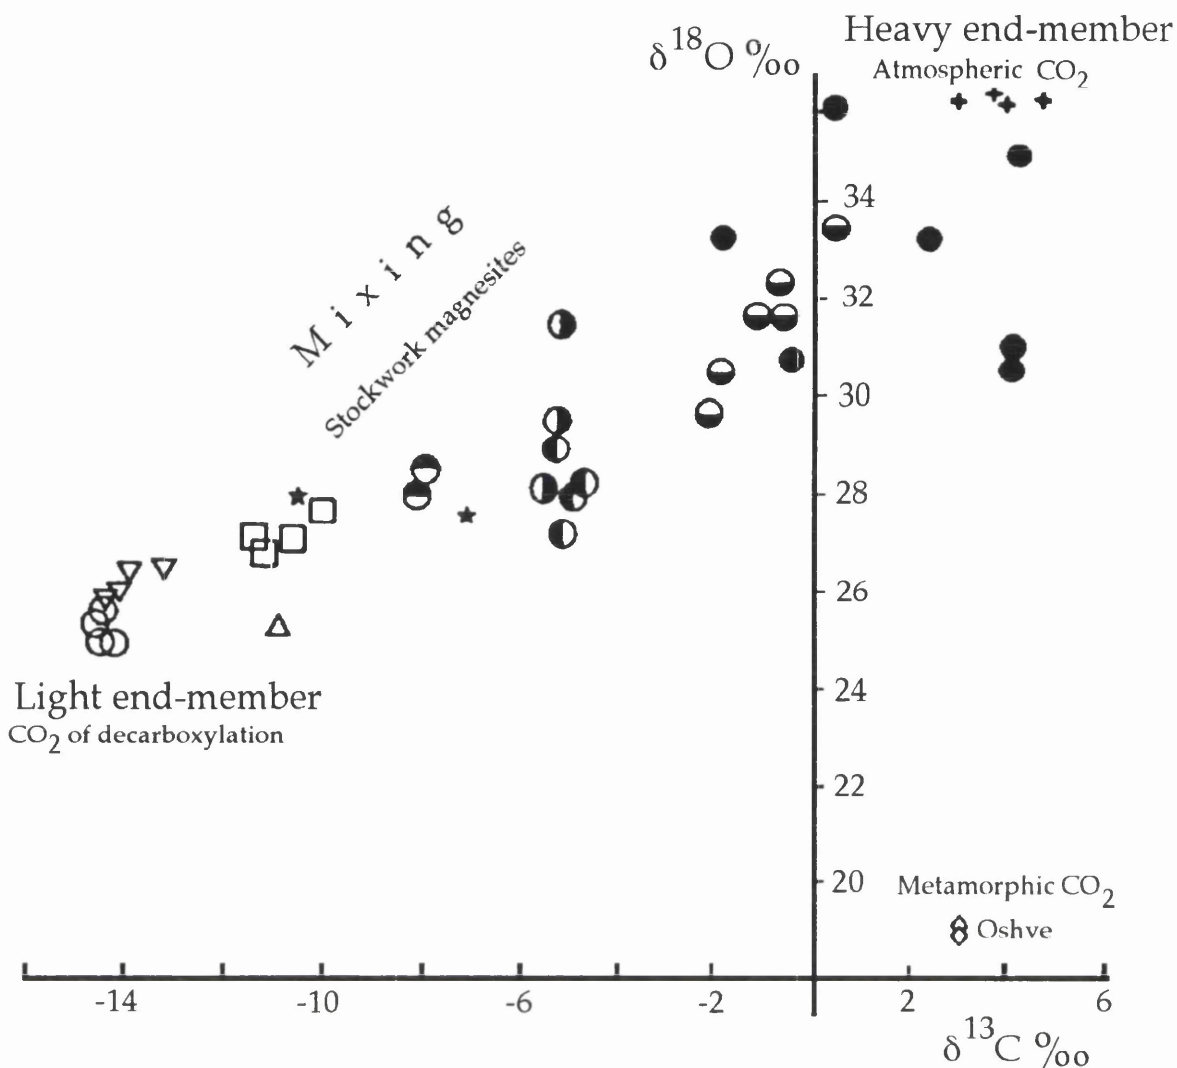 Heavy end-member
δ18O ‰
Atmospheric CO2
34
Mixing
Stockwork magnesites
32
30
28
26
24
Light end-member
CO2 of decarboxylation
22
20
Metamorphic CO2
Oshve
-14 -10 -6 -2 2 6
δ13C ‰